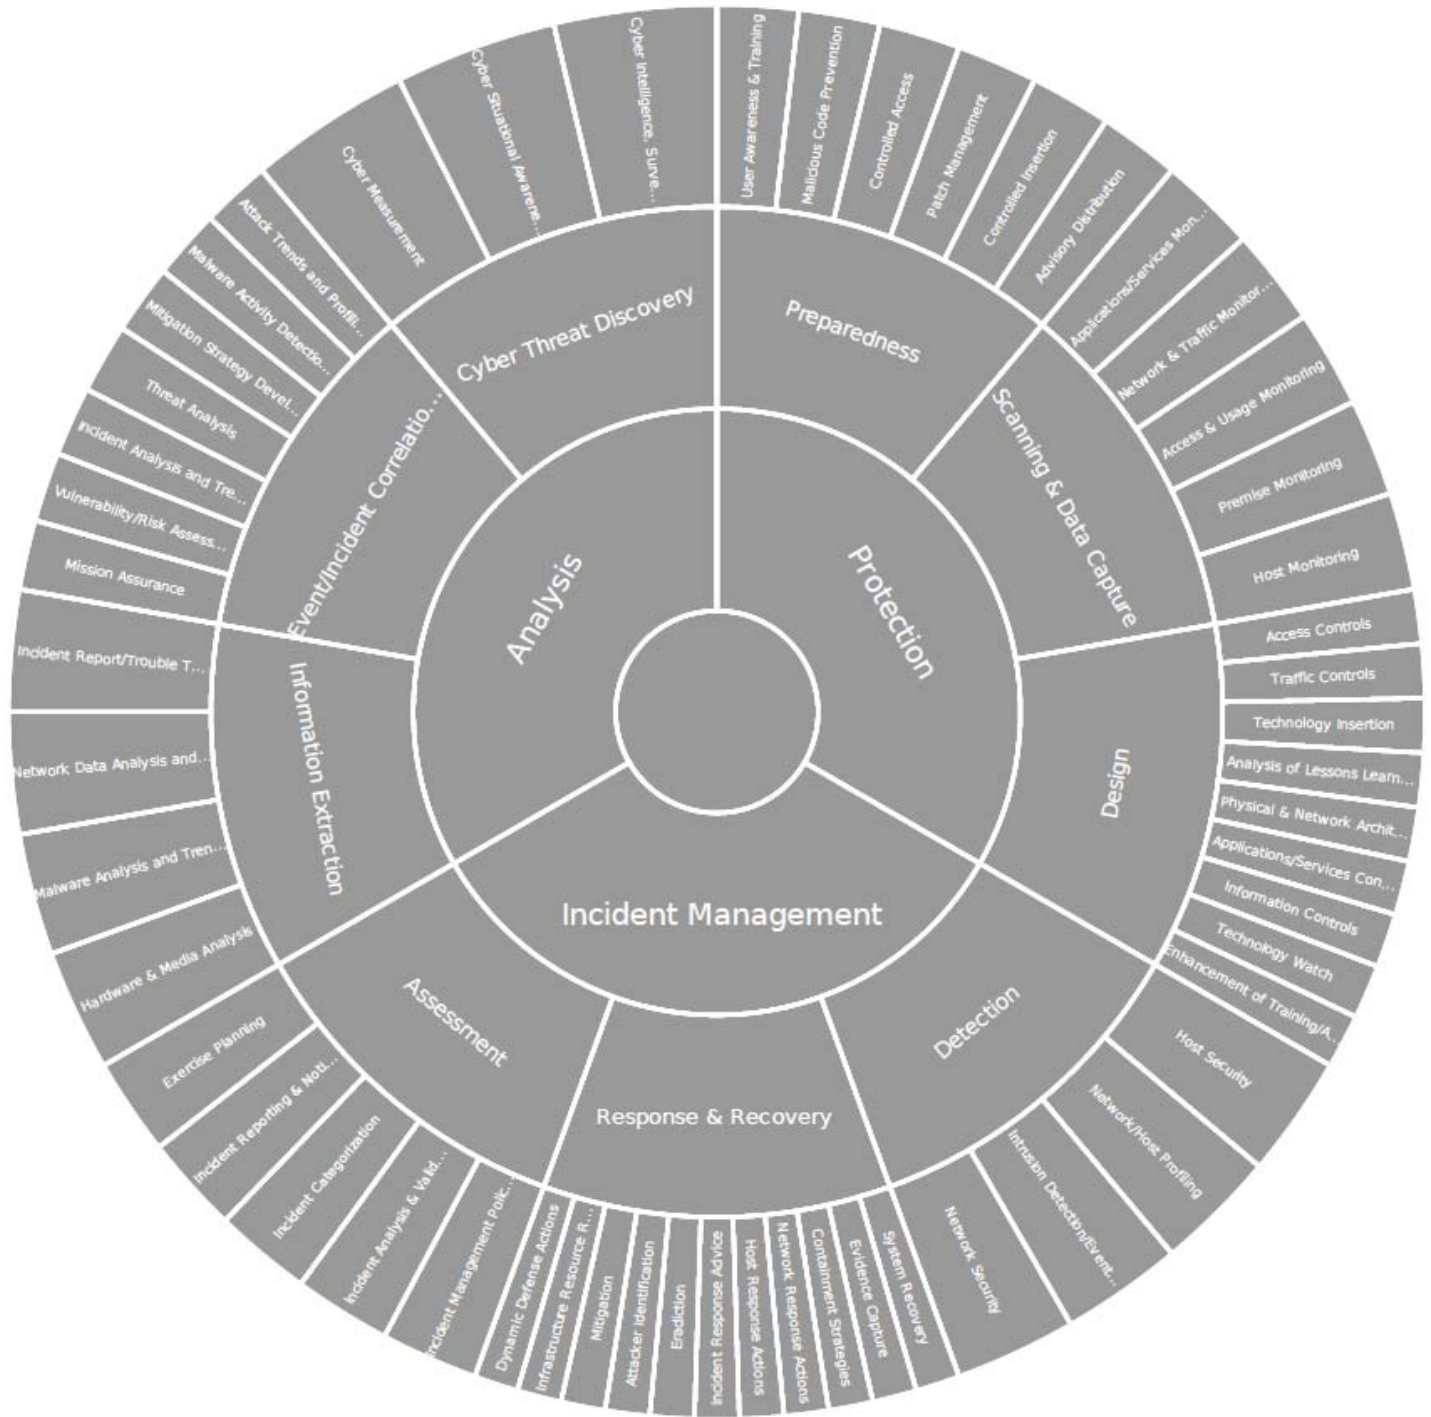 Protection
Incident Management
Analysis
Preparedness
Scanning & Data Capture
Design
Detection
Response & Recovery
Assessment
Information Extraction
Event/Incident Correlatio...
Cyber Threat Discovery
User Awareness & Training
Malicious Code Prevention
Controlled Access
Patch Management
Controlled Insertion
Advisory Distribution
Applications/Services Mon...
Network & Traffic Monitor...
Access & Usage Monitoring
Premise Monitoring
Host Monitoring
Access Controls
Traffic Controls
Technology Insertion
Analysis of Lessons Learn...
Physical & Network Archit...
Applications/Services Con...
Information Controls
Technology Watch
Enhancement of Training/A...
Host Security
Network/Host Profiling
Intrusion Detection/Event...
Network Security
System Recovery
Evidence Capture
Containment Strategies
Network Response Actions
Host Response Actions
Incident Response Advice
Eradiction
Attacker identification
Mitigation
Infrastructure Resource R...
Dynamic Defense Actions
Incident Management Polic...
Incident Analysis & Valid...
Incident Categorization
Incident Reporting & Noti...
Exercise Planning
Hardware & Media Analysis
Malware Analysis and Tren...
Network Data Analysis and...
Incident Report/Trouble T...
Mission Assurance
Vulnerability/Risk Assess...
Incident Analysis and Tre...
Threat Analysis
Mitigation Strategy Devel...
Malware Activity Detectio...
Attack Trends and Profili...
Cyber Measurement
Cyber Situational Awarene...
Cyber Intelligence, Surve...